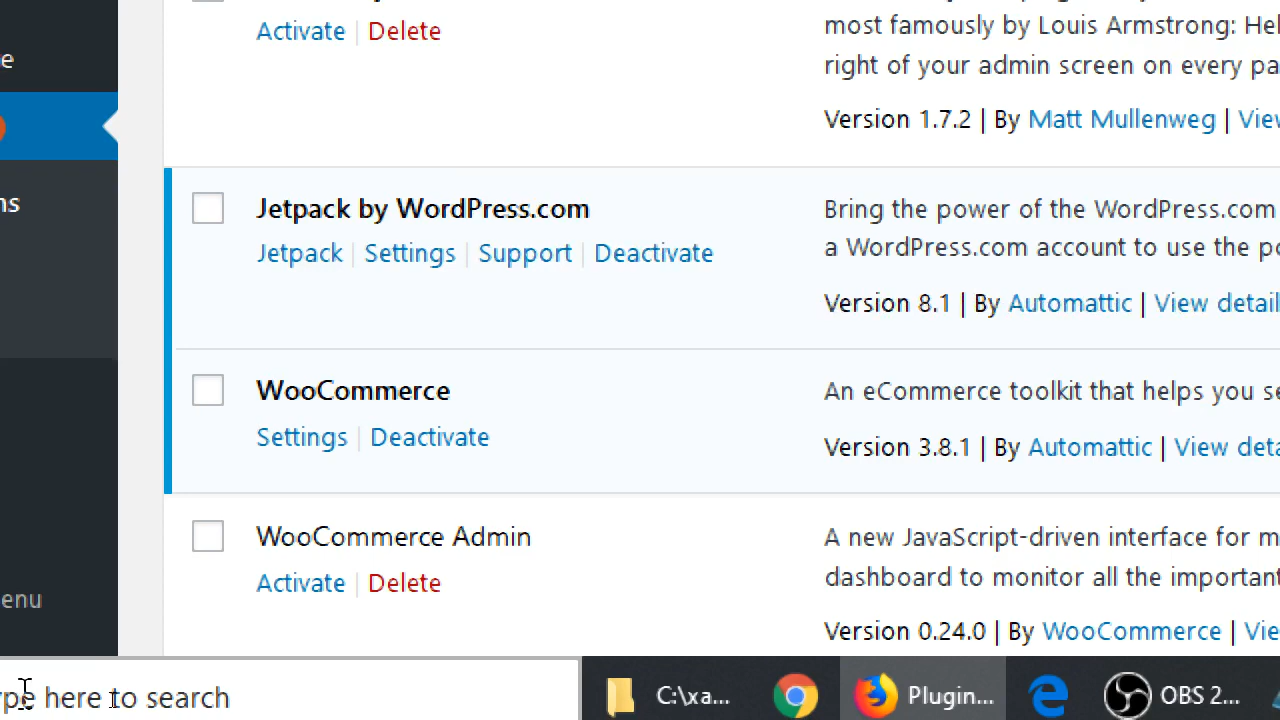 most famously by Louis Armstrong: Hel
Activate | Delete
right of your admin screen on every pa
Version 1.7.2 | By Matt Mullenweg | View
Jetpack by WordPress.com
Bring the power of the WordPress.com
Jetpack | Settings | Support | Deactivate
a WordPress.com account to use the po
Version 8.1 | By Automattic | View detail
WooCommerce
An eCommerce toolkit that helps you se
Settings | Deactivate
Version 3.8.1 | By Automattic | View deta
WooCommerce Admin
A new JavaScript-driven interface for m
Activate | Delete
dashboard to monitor all the important
Version 0.24.0 | By WooCommerce | Vie
e
ns
enu
ype here to search
C:\xa...
Plugin...
OBS 2...